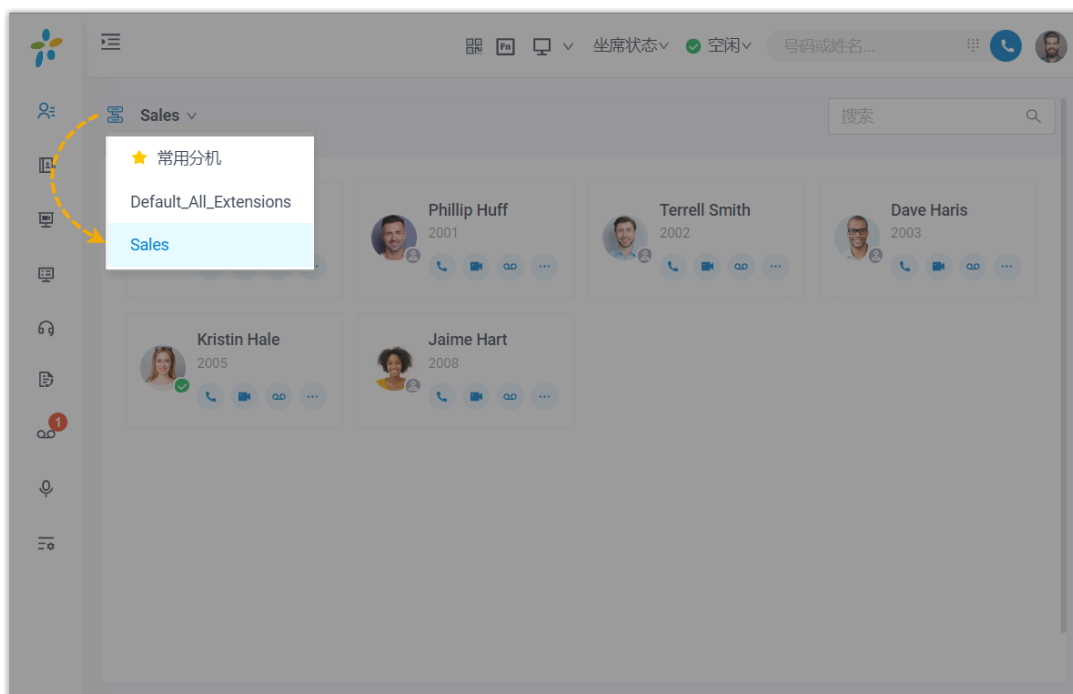 Fn
坐席状态
空闲
号码或姓名...
Sales
搜索
常用分机
Default_All_Extensions
Sales
Phillip Huff
2001
Terrell Smith
2002
Dave Haris
2003
Kristin Hale
2005
Jaime Hart
2008
1